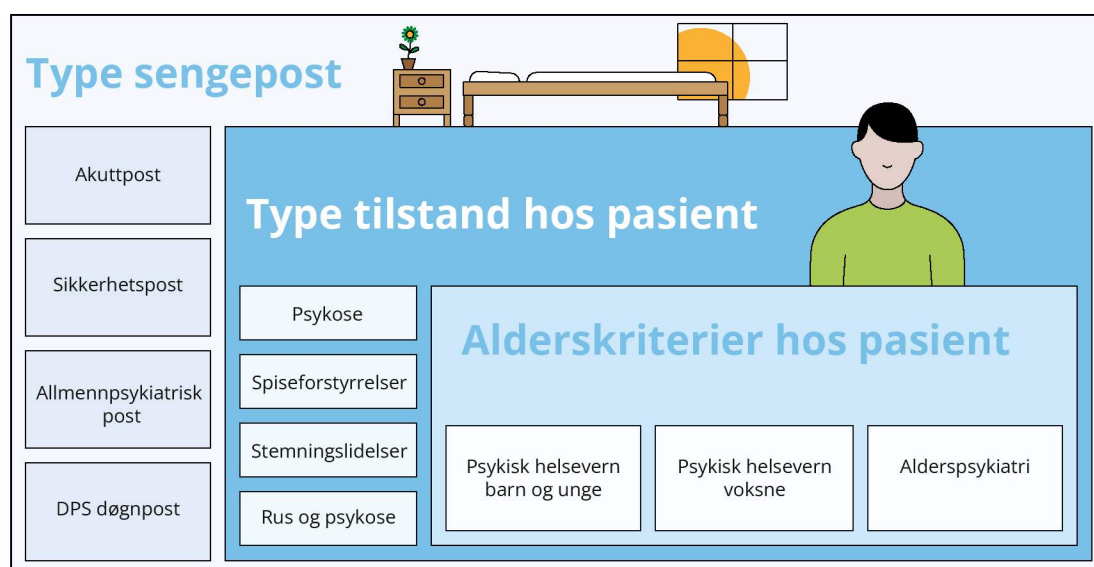 Type sengepost
Akuttpost
Sikkerhetspost
Allmennpsykiatrisk
post
DPS døgnpost
Type tilstand hos pasient
Psykose
Spiseforstyrrelser
Stemningslidelser
Rus og psykose
Alderskriterier hos pasient
Psykisk helsevern
barn og unge
Psykisk helsevern
voksne
Alderspsykiatri